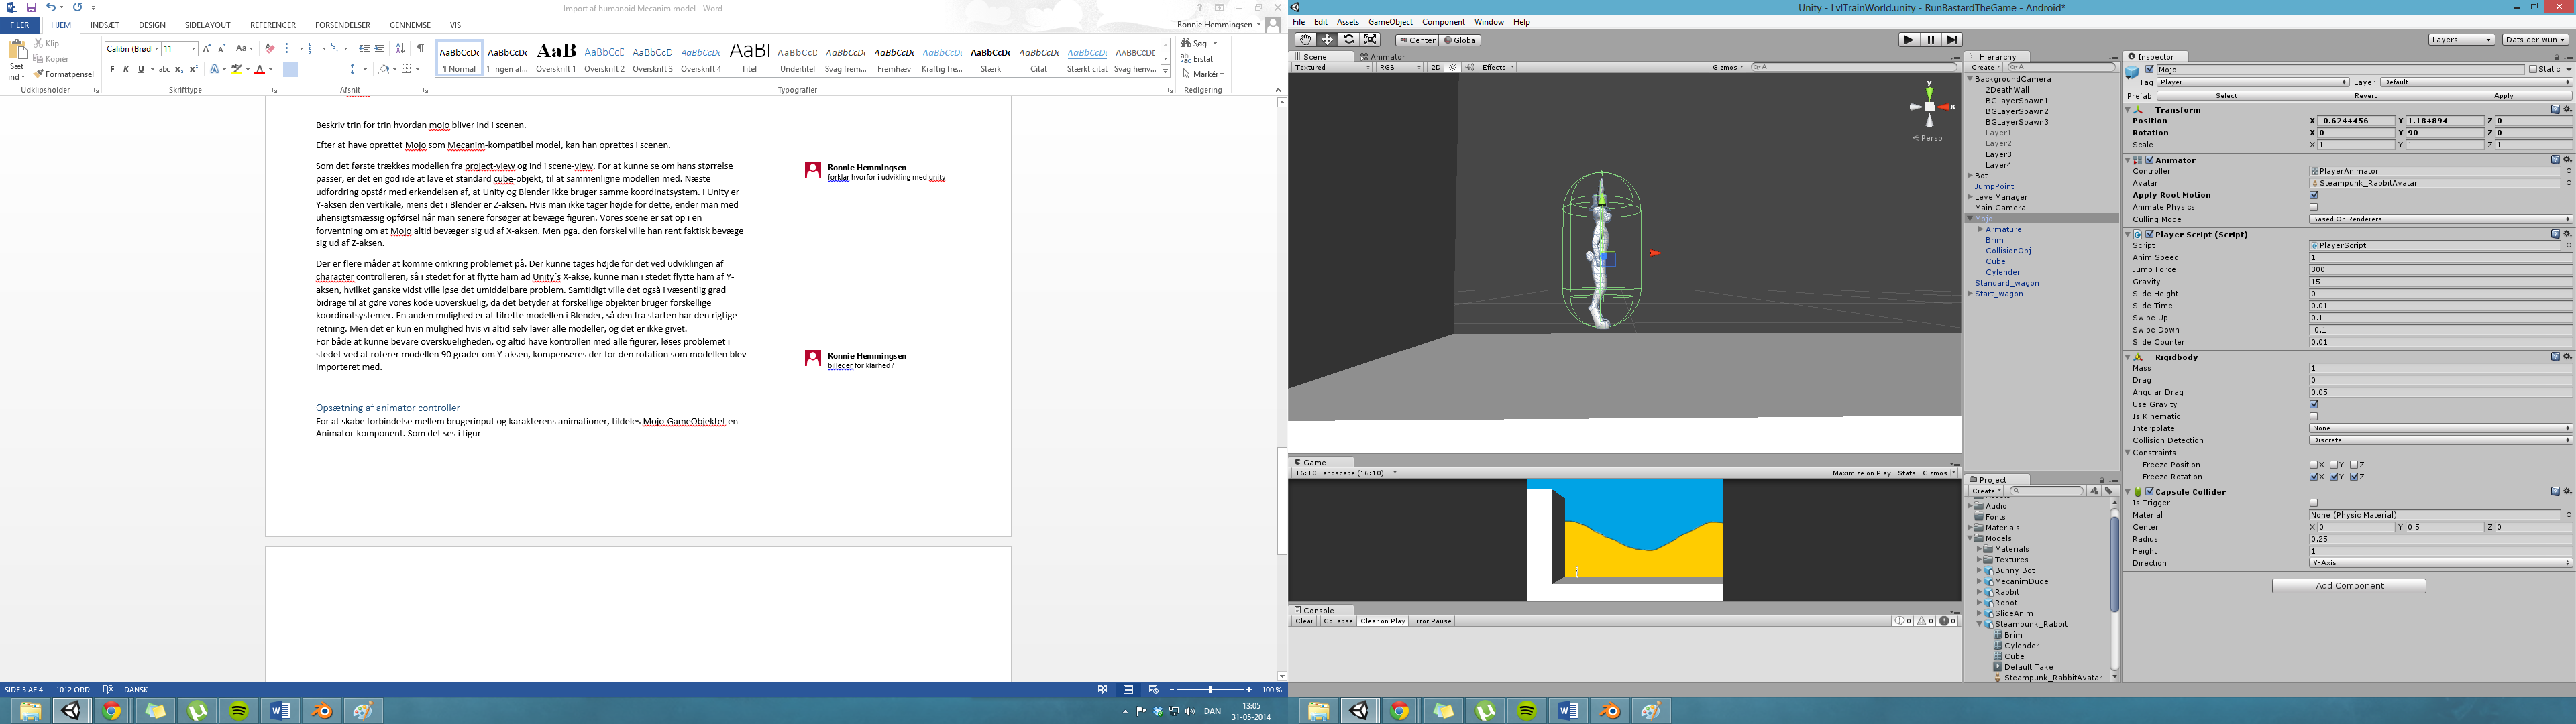 Import af humanoid Mecanim model - Word
FILER HJEM INDSÆT DESIGN SIDELAYOUT REFERENCER FORSENDELSER GENNEMSE VIS
Ronnie Hemmingsen
Sæt ind
Klip
Kopiér
Formatpensel
Udklipsholder
Calibri (Brød 11
Skrifttype
Afsnit
AaBbCcDc AaBbCcDc AaB AaBbCcD AaBbCcD AaBbCcD AaB AaBbCcD AaBbCcDc AaBbCcDc AaBbCcDc AaBbCcDc AaBbCcDc AaBbCcDc AABBCCDC
¶ Normal ¶ Ingen af... Overskrift 1 Overskrift 2 Overskrift 3 Overskrift 4 Titel Undertitel Svag frem... Fremhæv Kraftig fre... Stærk Citat Stærkt citat Svag henv...
Typografier
Søg
Erstat
Markér
Redigering
Beskriv trin for trin hvordan mojo bliver ind i scenen.
Efter at have oprettet Mojo som Mecanim-kompatibel model, kan han oprettes i scenen.
Som det første trækkes modellen fra project-view og ind i scene-view. For at kunne se om hans størrelse
passer, er det en god ide at lave et standard cube-objekt, til at sammenligne modellen med. Næste
udfordring opstår med erkendelsen af, at Unity og Blender ikke bruger samme koordinatsystem. I Unity er
Y-aksen den vertikale, mens det i Blender er Z-aksen. Hvis man ikke tager højde for dette, ender man med
uhensigtsmæssig opførsel når man senere forsøger at bevæge figuren. Vores scene er sat op i en
forventning om at Mojo altid bevæger sig ud af X-aksen. Men pga. den forskel ville han rent faktisk bevæge
sig ud af Z-aksen.
Der er flere måder at komme omkring problemet på. Der kunne tages højde for det ved udviklingen af
character controlleren, så i stedet for at flytte ham ad Unity´s X-akse, kunne man i stedet flytte ham af Y-
aksen, hvilket ganske vidst ville løse det umiddelbare problem. Samtidigt ville det også i væsentlig grad
bidrage til at gøre vores kode uoverskuelig, da det betyder at forskellige objekter bruger forskellige
koordinatsystemer. En anden mulighed er at tilrette modellen i Blender, så den fra starten har den rigtige
retning. Men det er kun en mulighed hvis vi altid selv laver alle modeller, og det er ikke givet.
For både at kunne bevare overskueligheden, og altid have kontrollen med alle figurer, løses problemet i
stedet ved at roterer modellen 90 grader om Y-aksen, kompenseres der for den rotation som modellen blev
importeret med.
Opsætning af animator controller
For at skabe forbindelse mellem brugerinput og karakterens animationer, tildeles Mojo-GameObjektet en
Animator-komponent. Som det ses i figur
Ronnie Hemmingsen
forklar hvorfor i udvikling med unity
Ronnie Hemmingsen
billeder for klarhed?
SIDE 3 AF 4 1012 ORD DANSK
100 %
DAN
13:05
31-05-2014
Unity - LvlTrainWorld.unity - RunBastardTheGame - Android*
File Edit Assets GameObject Component Window Help
Center Global
Layers Dats der wun!
Scene Animator
Textured RGB 2D Effects Gizmos All
y
x
Persp
Game
16:10 Landscape (16:10) Maximize on Play Stats Gizmos
Console
Clear Collapse Clear on Play Error Pause 0 0 0
Hierarchy
Create All
BackgroundCamera
2DeathWall
BGLayerSpawn1
BGLayerSpawn2
BGLayerSpawn3
Layer1
Layer2
Layer3
Layer4
Bot
JumpPoint
LevelManager
Main Camera
Mojo
Armature
Brim
CollisionObj
Cube
Cylender
Standard_wagon
Start_wagon
Project
Create
Audio
Fonts
Materials
Models
Materials
Textures
Bunny Bot
MecanimDude
Rabbit
Robot
SlideAnim
Steampunk_Rabbit
Brim
Cylender
Cube
Default Take
Steampunk_RabbitAvatar
Inspector
Mojo Static
Tag Player Layer Default
Prefab Select Revert Apply
Transform
Position X -0.6244456 Y 1.184894 Z 0
Rotation X 0 Y 90 Z 0
Scale X 1 Y 1 Z 1
Animator
Controller PlayerAnimator
Avatar Steampunk_RabbitAvatar
Apply Root Motion
Animate Physics
Culling Mode Based On Renderers
Player Script (Script)
Script PlayerScript
Anim Speed 1
Jump Force 300
Gravity 15
Slide Height 0
Slide Time 0.01
Swipe Up 0.1
Swipe Down -0.1
Slide Counter 0.01
Rigidbody
Mass 1
Drag 0
Angular Drag 0.05
Use Gravity
Is Kinematic
Interpolate None
Collision Detection Discrete
Constraints
Freeze Position X Y Z
Freeze Rotation X Y Z
Capsule Collider
Is Trigger
Material None (Physic Material)
Center X 0 Y 0.5 Z 0
Radius 0.25
Height 1
Direction Y-Axis
Add Component